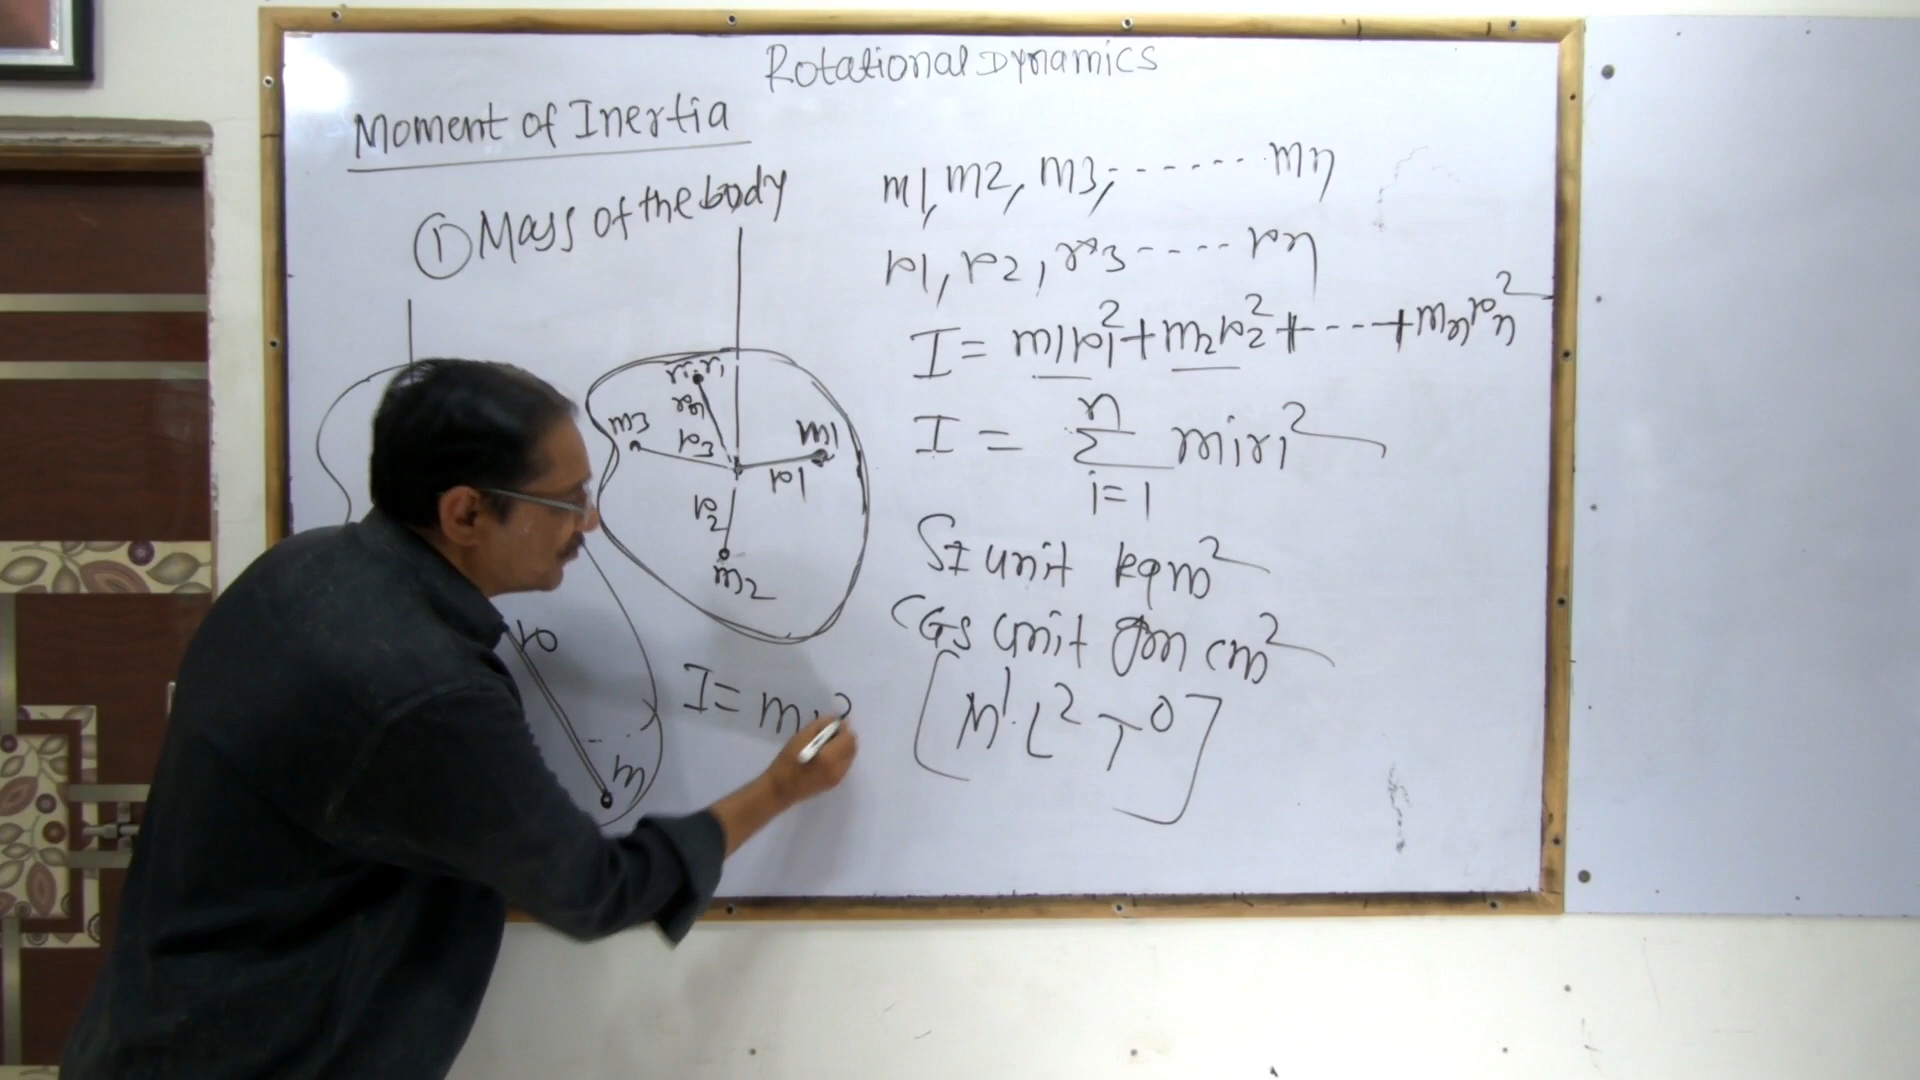 Rotational Dynamics
Moment of Inertia
① Mass of the body
m1, m2, m3, ...... mn
r1, r2, r3 .... rn
I = m1r1² + m2r2² + --- + mnrn²
I = n Σ i=1 miri²
m3
r3
m1
r1
r2
m2
SI unit kgm²
CGS unit gm cm²
[M¹ L² T⁰]
r
m
I = mr²